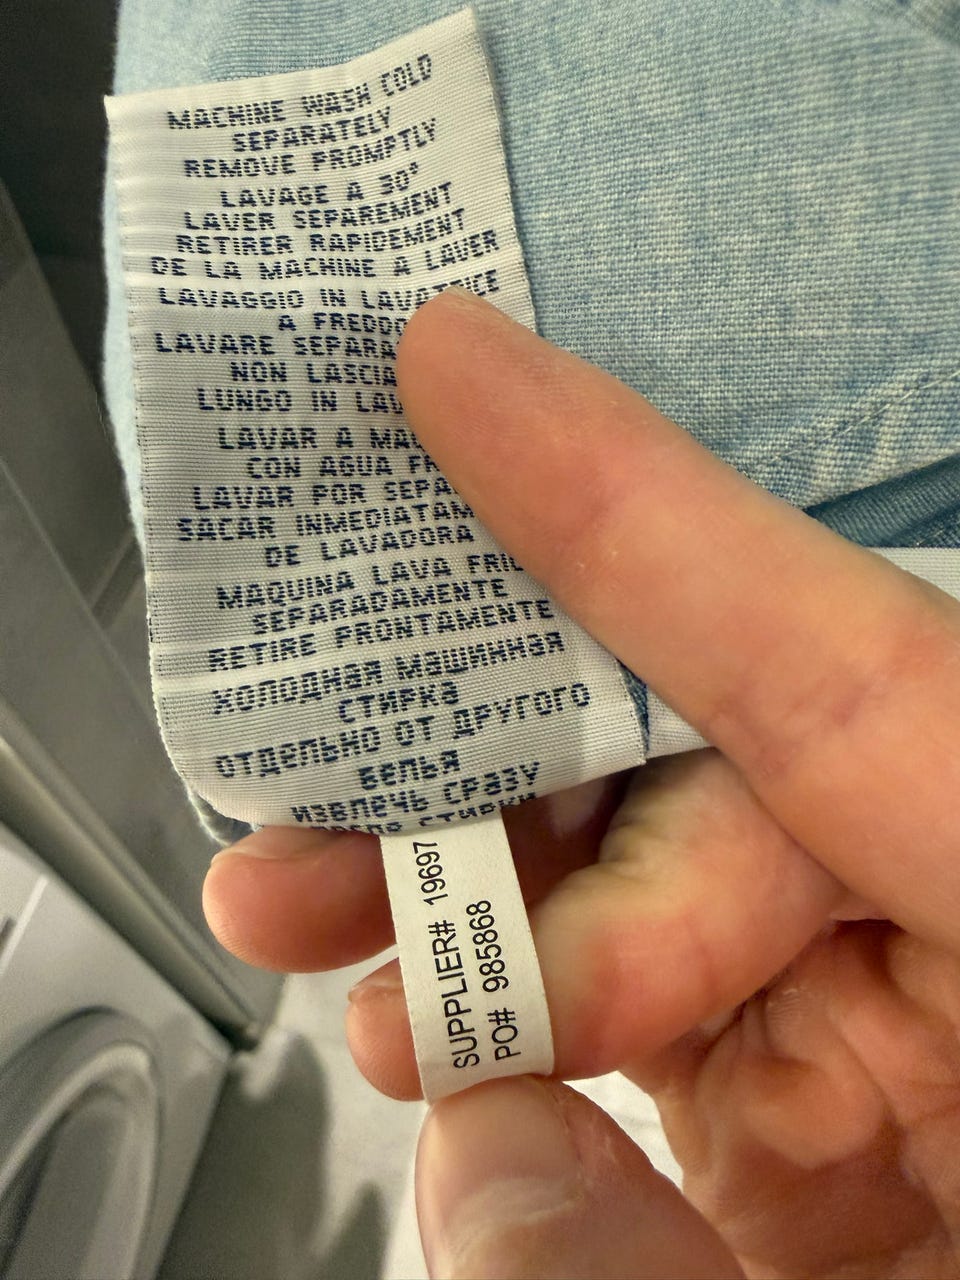 MACHINE WASH COLD
SEPARATELY
REMOVE PROMPTLY
LAVAGE A 30°
LAVER SEPAREMENT
RETIRER RAPIDEMENT
DE LA MACHINE A LAVER
LAVAGGIO IN LAVATRICE
A FREDDO
LAVARE
NON
LUNGO IN
LAVAR A
CON AGUA
LAVAR POR
SACAR
DE LAVADORA
MAQUINA LAVA
SEPARADAMENTE
RETIRE PRONTAMENTE
ХОЛОДНАЯ МАШИННАЯ
СТИРКА
ОТДЕЛЬНО ОТ ДРУГОГО
БЕЛЬЯ
ИЗВЛЕЧЬ СРАЗУ
SUPPLIER# 19697
PO# 985868